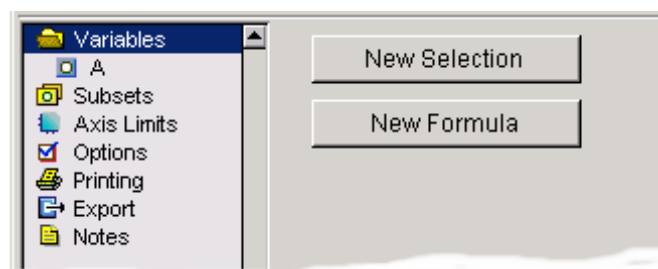 Variables
A
Subsets
Axis Limits
Options
Printing
Export
Notes
New Selection
New Formula